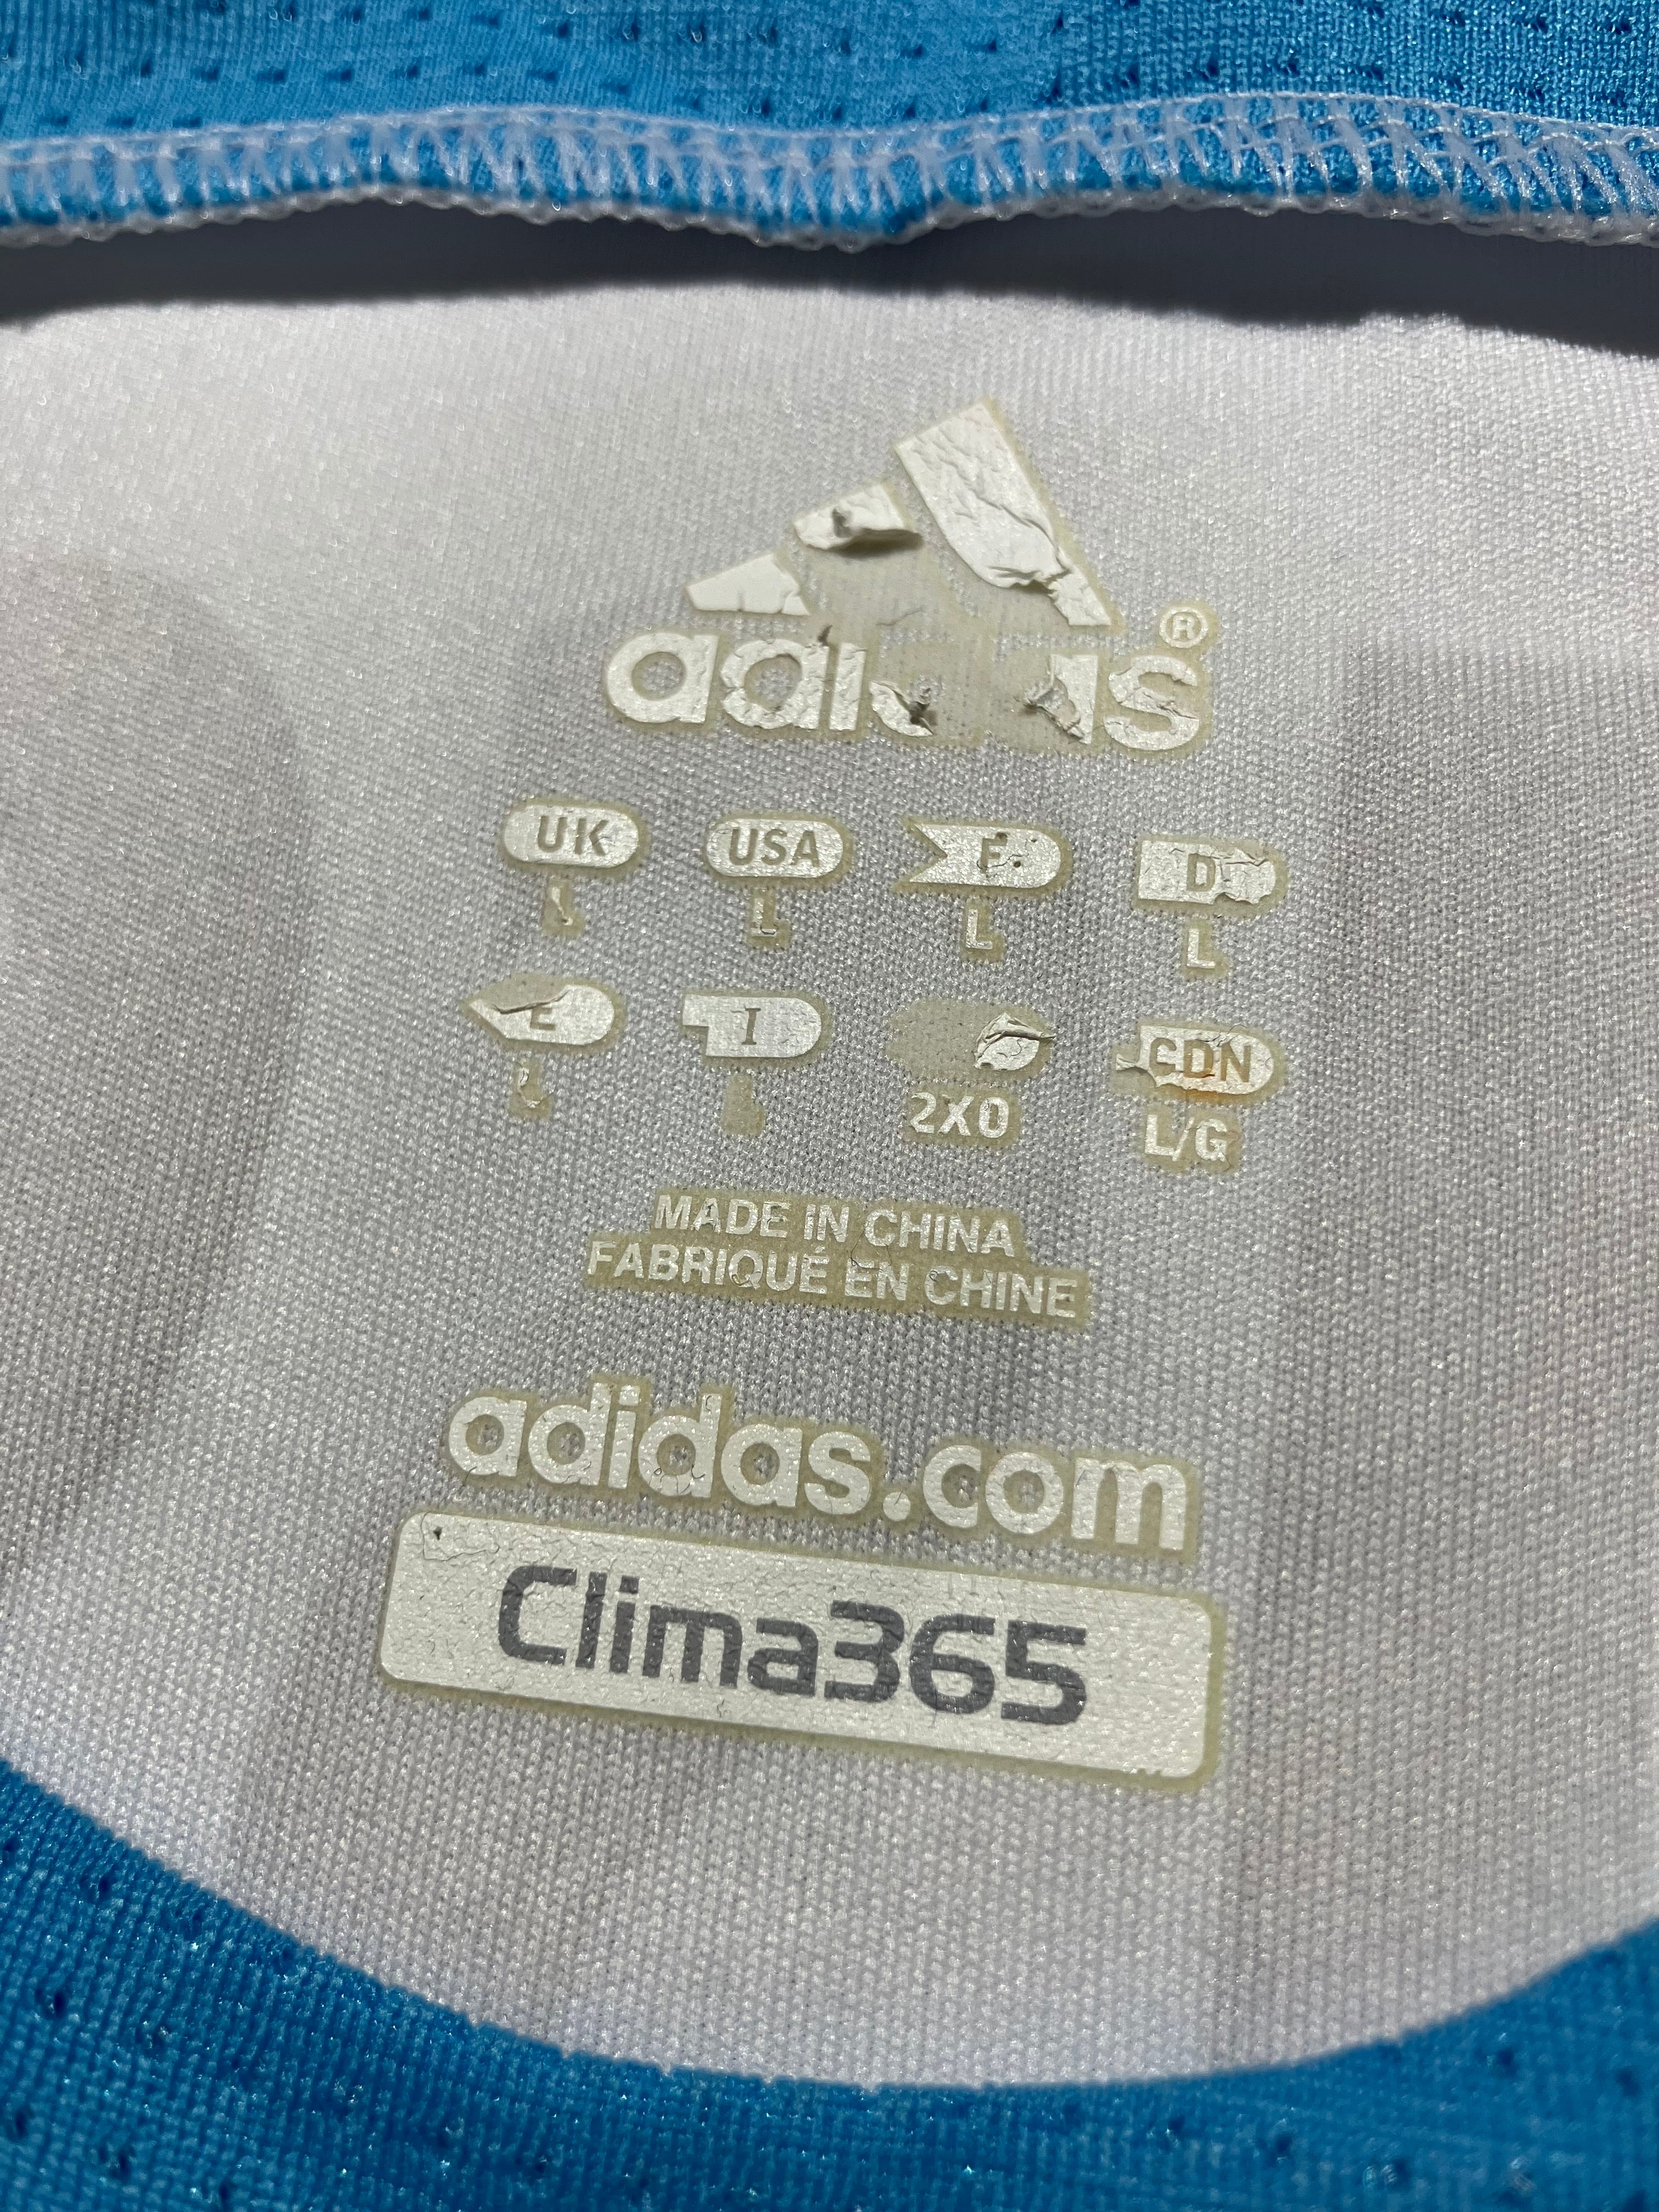 adidas®
UK USA F D
L L L L
E I
L 2XO L/G
CDN
MADE IN CHINA
FABRIQUÉ EN CHINE
adidas.com
Clima365